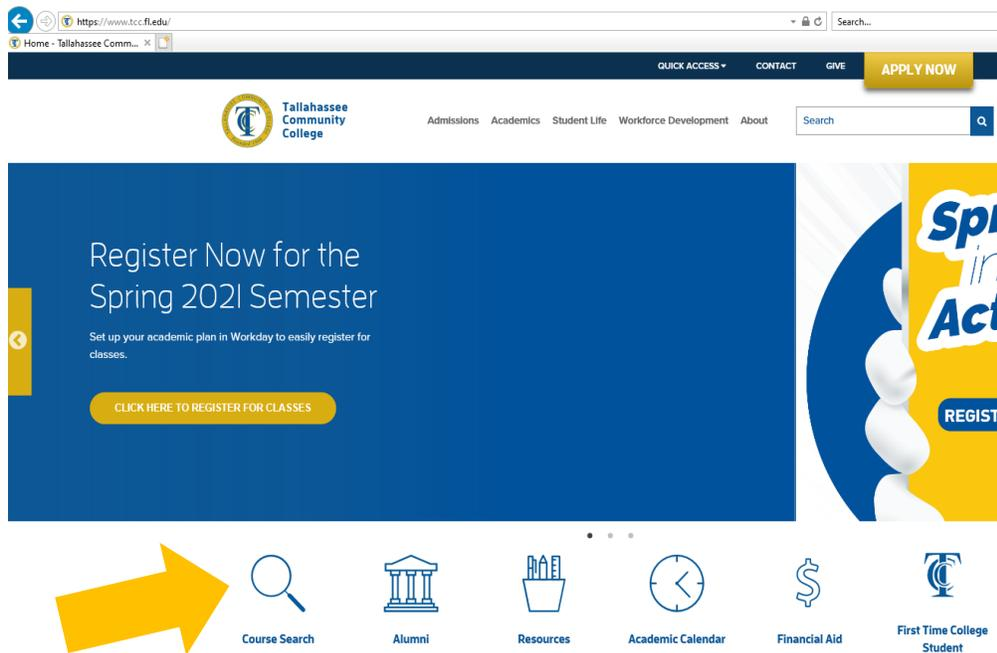 https://www.tcc.fl.edu/
Search...
Home - Tallahassee Comm...
QUICK ACCESS
CONTACT
GIVE
APPLY NOW
Tallahassee
Community
College
Admissions
Academics
Student Life
Workforce Development
About
Search
Register Now for the
Spring 2021 Semester
Set up your academic plan in Workday to easily register for
classes.
CLICK HERE TO REGISTER FOR CLASSES
in
Course Search
Alumni
Resources
Academic Calendar
Financial Aid
First Time College
Student